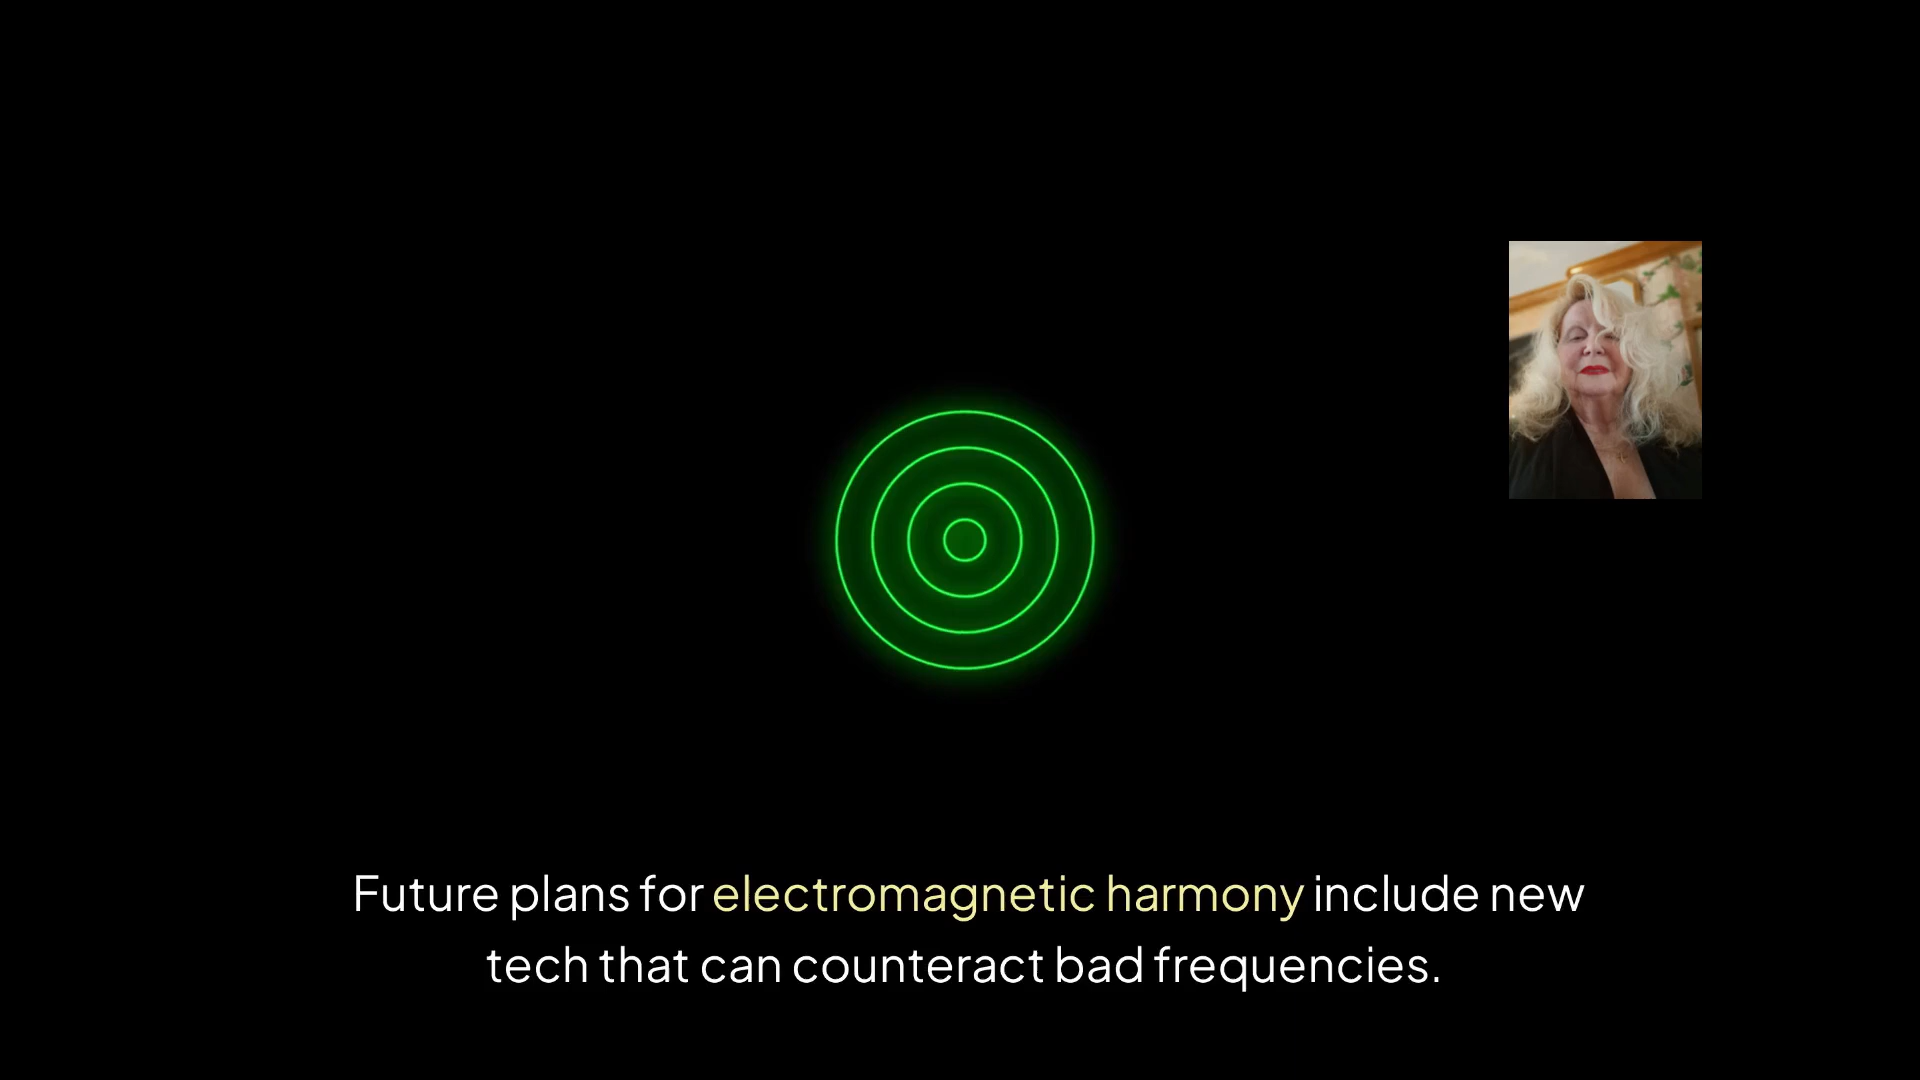 Future plans for electromagnetic harmony include new
tech that can counteract bad frequencies.